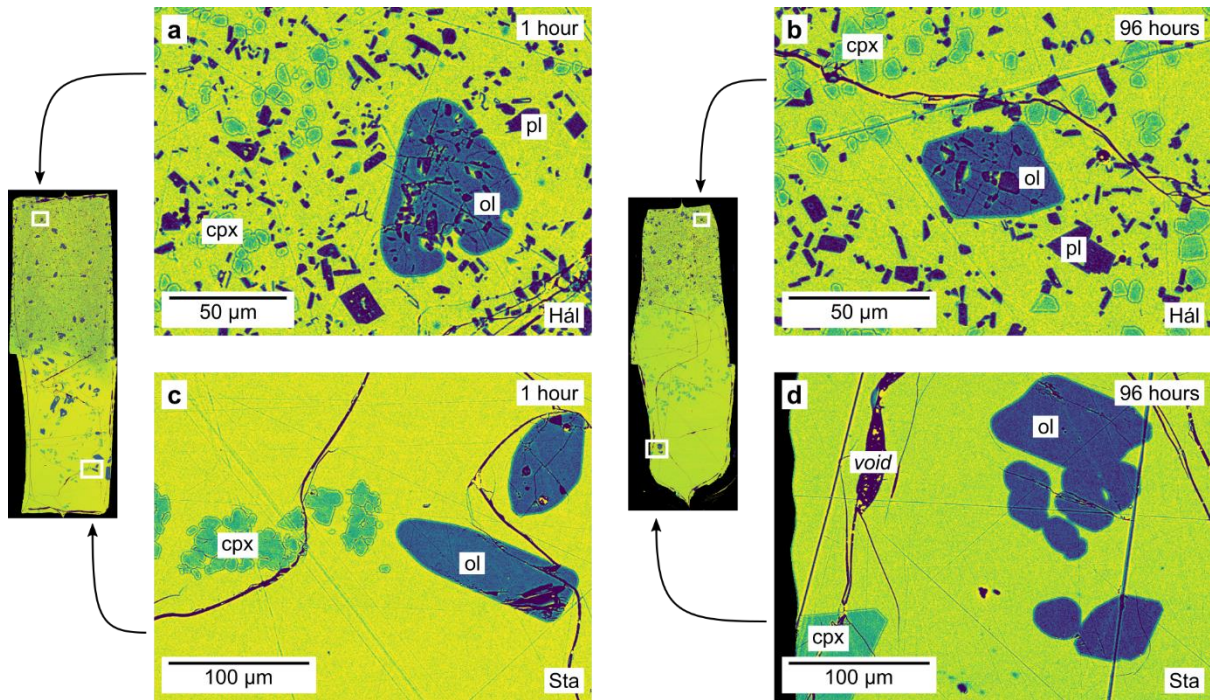 a
1 hour
pl
ol
cpx
50 µm
Hál
b
96 hours
cpx
ol
pl
50 µm
Hál
c
1 hour
cpx
ol
100 µm
Sta
d
96 hours
ol
void
cpx
100 µm
Sta